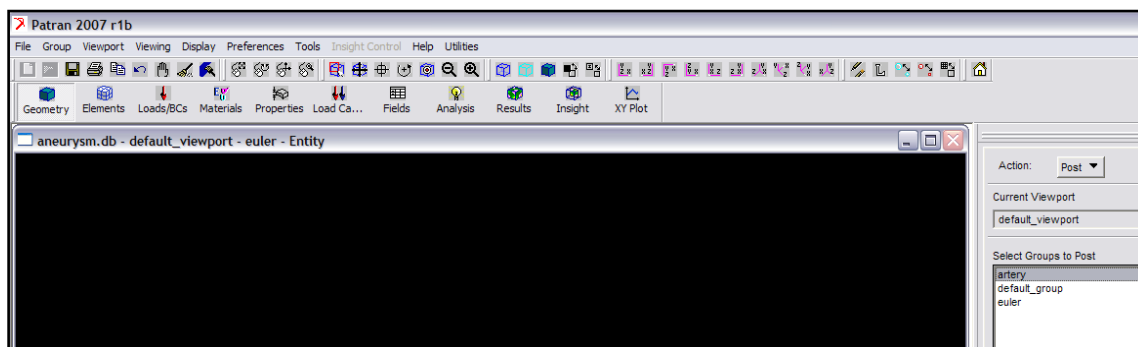 Patran 2007 r1b
File Group Viewport Viewing Display Preferences Tools Insight Control Help Utilities
Geometry Elements Loads/BCs Materials Properties Load Ca... Fields Analysis Results Insight XY Plot
aneurysm.db - default_viewport - euler - Entity
Action: Post
Current Viewport
default_viewport
Select Groups to Post
artery
default_group
euler